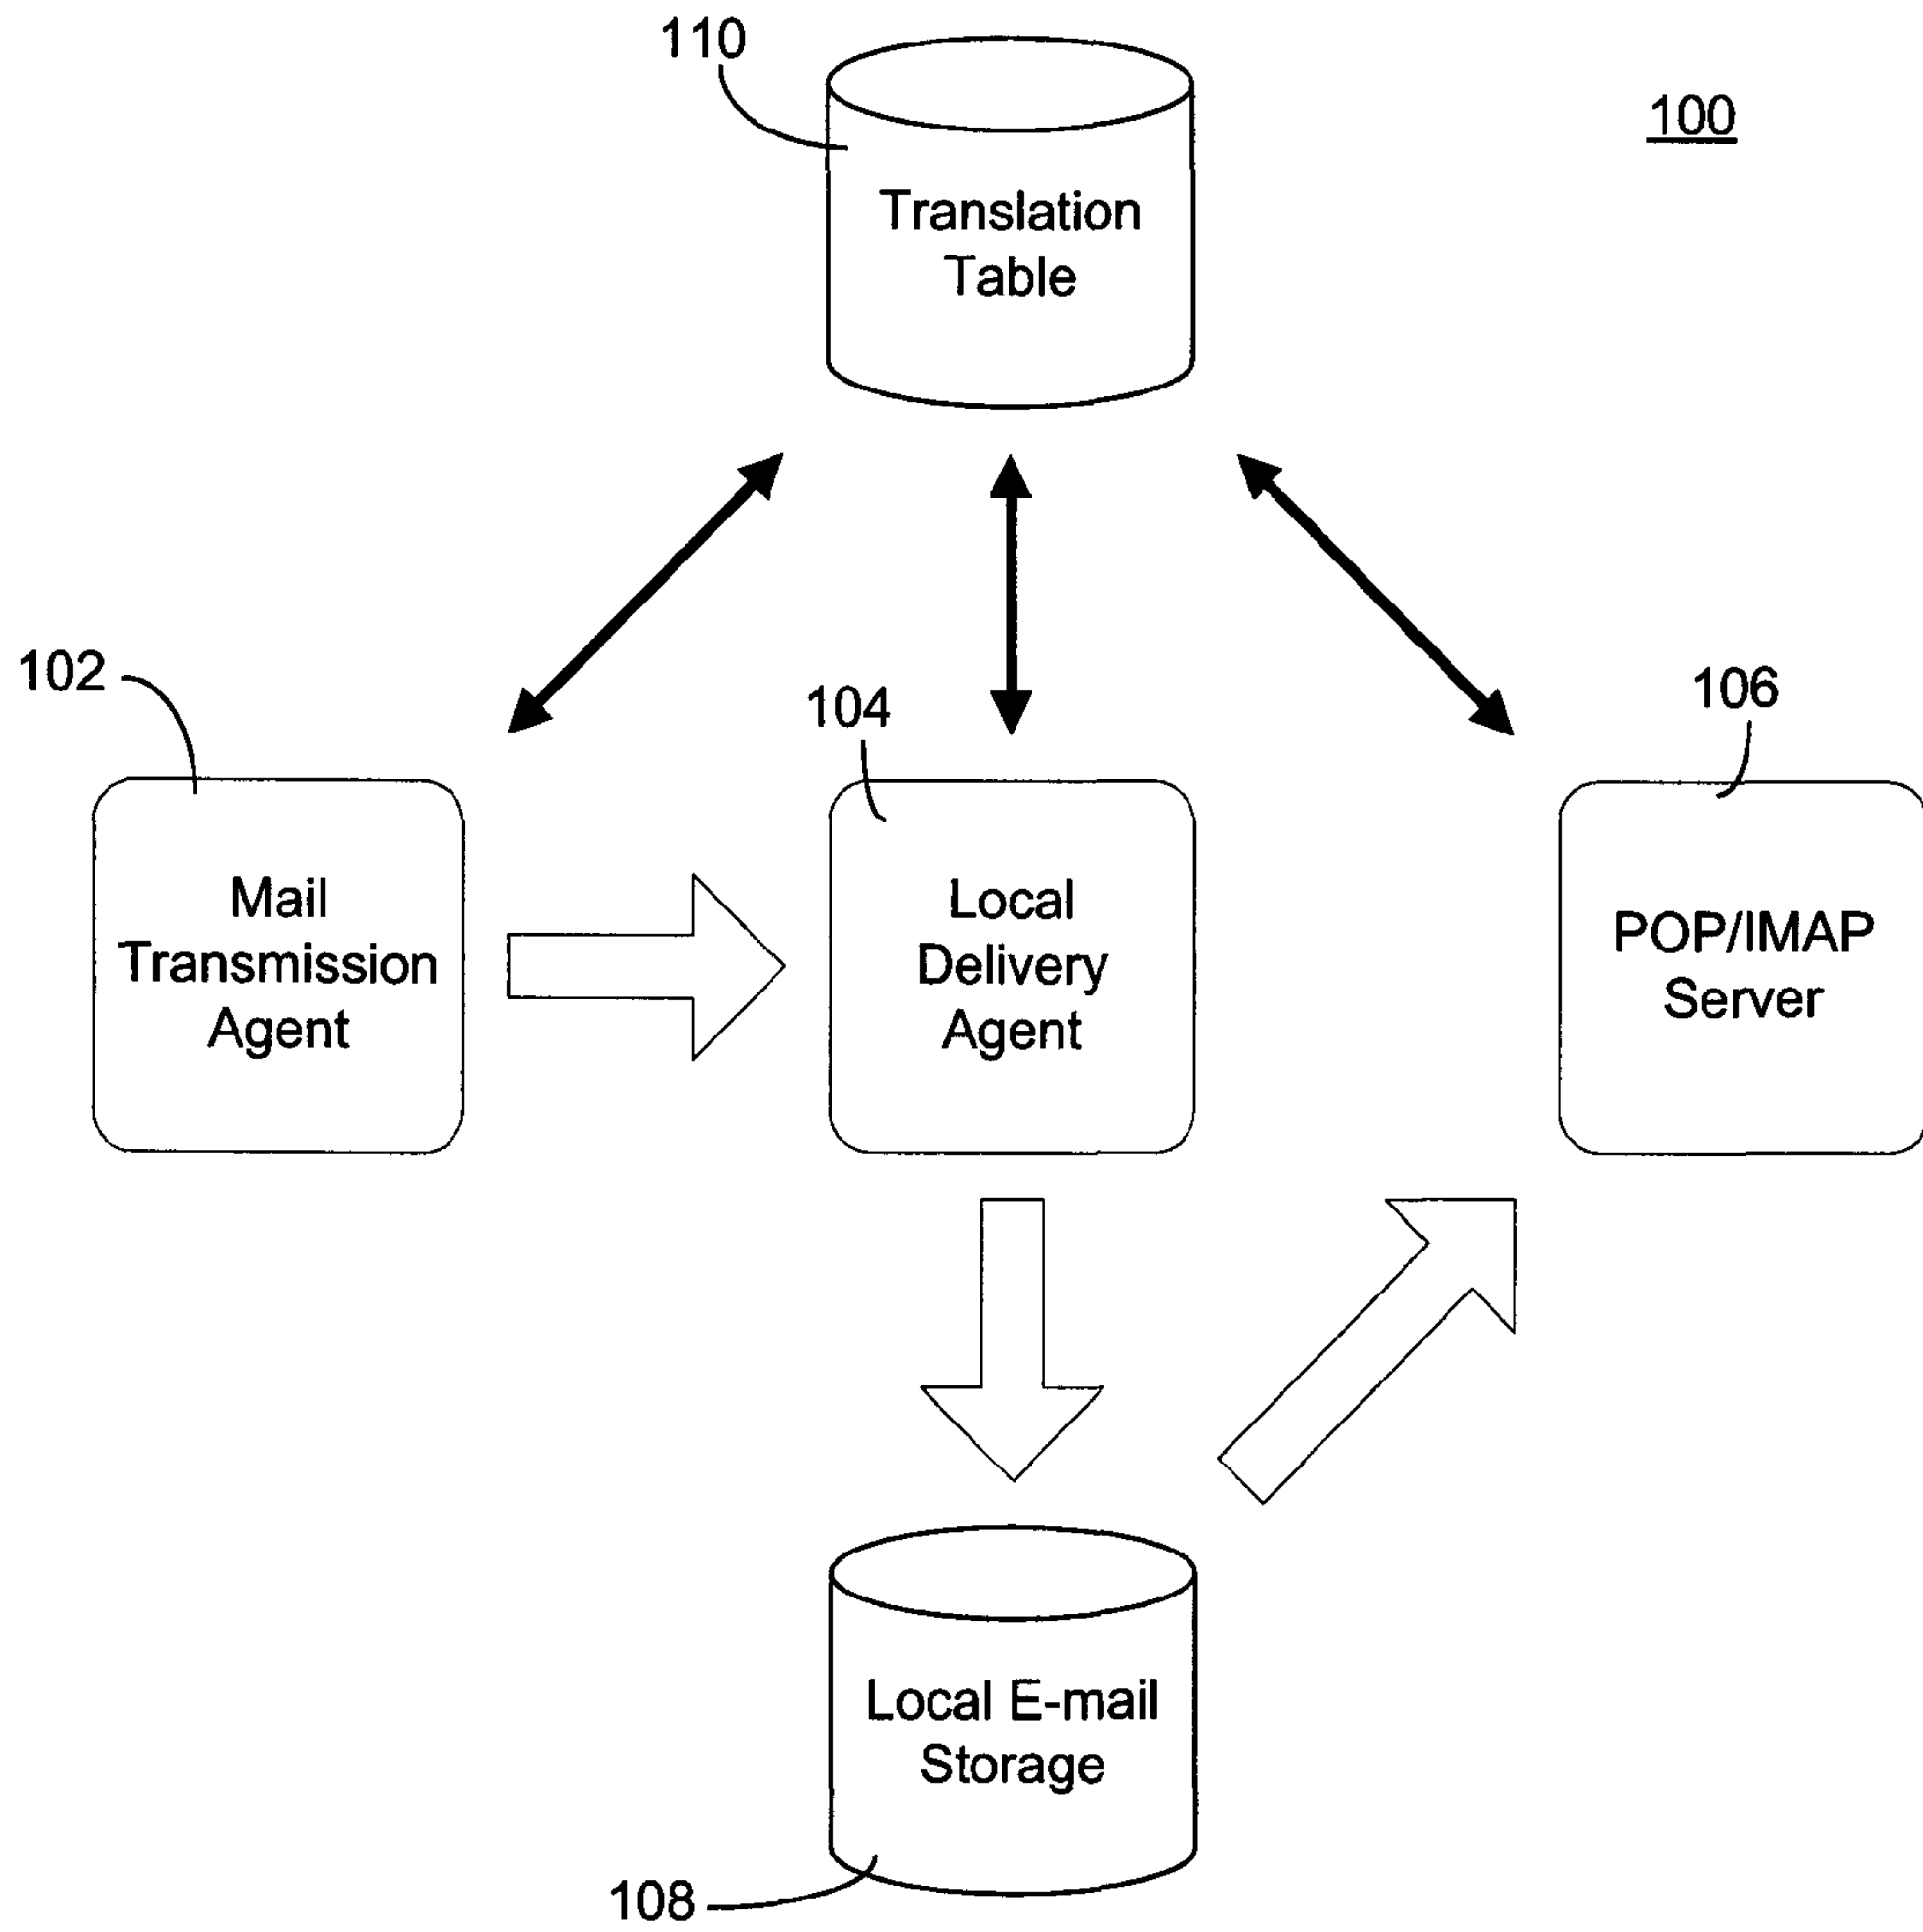 110
100
Translation
Table
102
104
106
Mail
Transmission
Agent
Local
Delivery
Agent
POP/IMAP
Server
Local E-mail
Storage
108